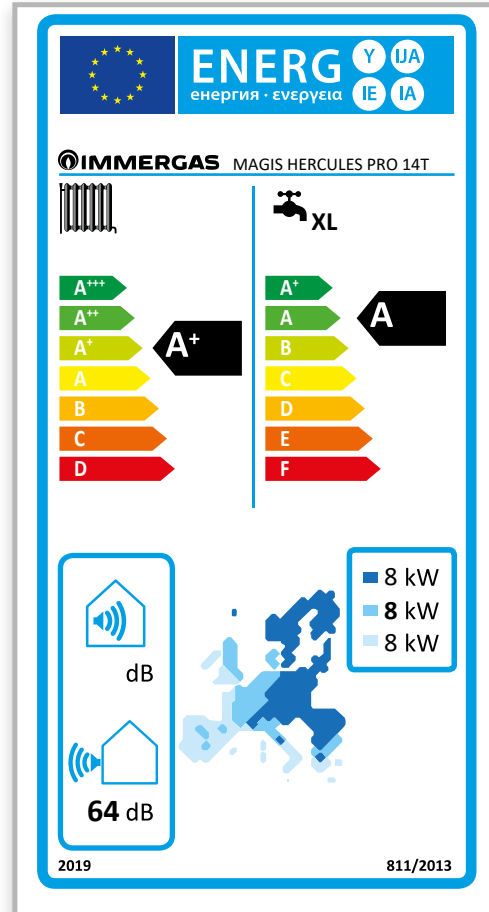 ENERG Y IJA
енергия · ενεργεια IE IA
IMMERGAS MAGIS HERCULES PRO 14T
XL
A+++
A++
A+
A
B
C
D
A+
A+
A
B
C
D
E
F
A
dB
64 dB
8 kW
8 kW
8 kW
2019
811/2013